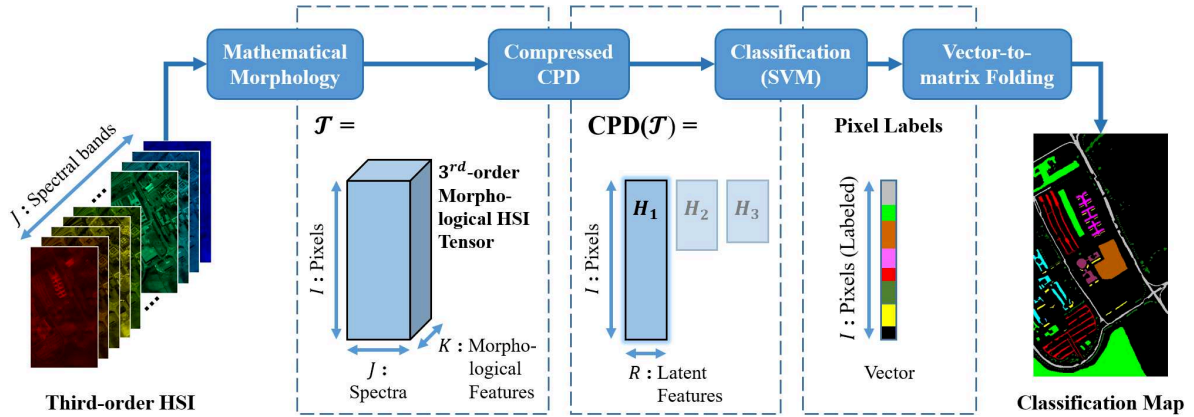 Mathematical
Morphology
Compressed
CPD
Classification
(SVM)
Vector-to-
matrix Folding
J : Spectral bands
...
...
Third-order HSI
𝓣 =
I : Pixels
3rd-order
Morpho-
logical HSI
Tensor
J :
Spectra
K : Morpho-
logical
Features
CPD(𝓣) =
I : Pixels
H1
H2
H3
R : Latent
Features
Pixel Labels
I : Pixels (Labeled)
Vector
Classification Map